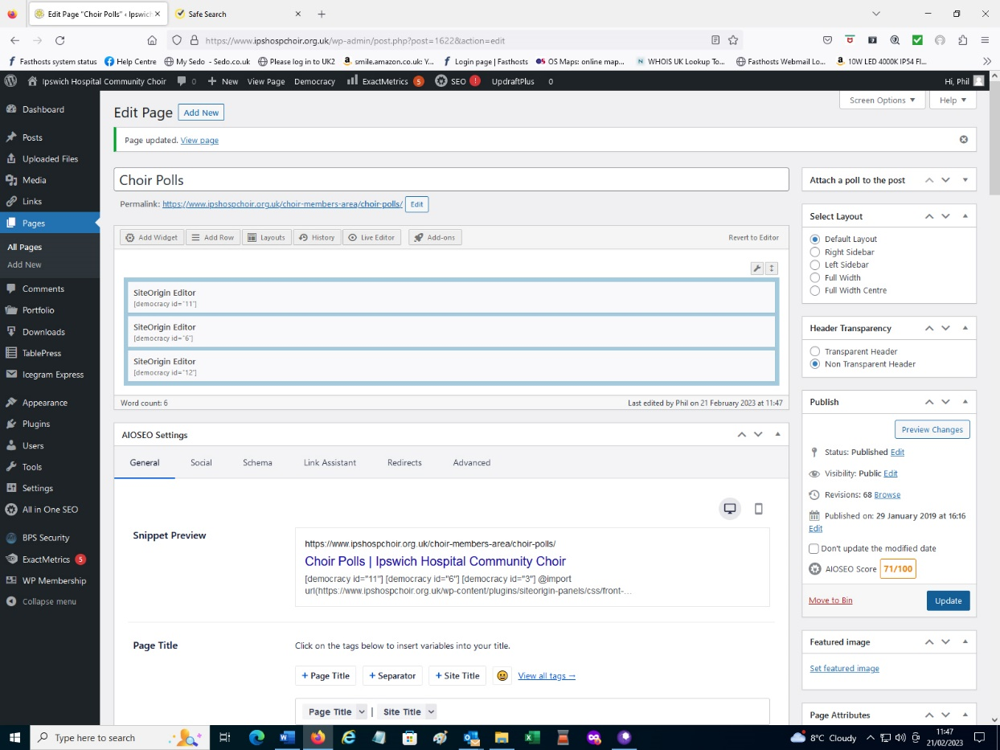 Edit Page "Choir Polls" ‹ Ipswich
Safe Search
https://www.ipshospchoir.org.uk/wp-admin/post.php?post=1622&action=edit
Fasthosts system status
Help Centre
My Sedo - Sedo.co.uk
Please log in to UK2
smile.amazon.co.uk: Y...
Login page | Fasthosts
OS Maps: online map...
WHOIS UK Lookup To...
Fasthosts Webmail Lo...
10W LED 4000K IP54 Fl...
Ipswich Hospital Community Choir
0
New
View Page
Democracy
ExactMetrics 5
SEO !
UpdraftPlus
0
Hi, Phil
Dashboard
Posts
Uploaded Files
Media
Links
Pages
All Pages
Add New
Comments
Portfolio
Downloads
TablePress
Icegram Express
Appearance
Plugins
Users
Tools
Settings
All in One SEO
BPS Security
ExactMetrics 5
WP Membership
Collapse menu
Screen Options
Help
Edit Page
Add New
Page updated. View page
Choir Polls
Permalink: https://www.ipshospchoir.org.uk/choir-members-area/choir-polls/ Edit
Add Widget
Add Row
Layouts
History
Live Editor
Add-ons
Revert to Editor
SiteOrigin Editor
[democracy id="11"]
SiteOrigin Editor
[democracy id="6"]
SiteOrigin Editor
[democracy id="12"]
Word count: 6
Last edited by Phil on 21 February 2023 at 11:47
AIOSEO Settings
General
Social
Schema
Link Assistant
Redirects
Advanced
Snippet Preview
https://www.ipshospchoir.org.uk/choir-members-area/choir-polls/
Choir Polls | Ipswich Hospital Community Choir
[democracy id="11"] [democracy id="6"] [democracy id="3"] @import
url(https://www.ipshospchoir.org.uk/wp-content/plugins/siteorigin-panels/css/front-…
Page Title
Click on the tags below to insert variables into your title.
+ Page Title
+ Separator
+ Site Title
View all tags →
Page Title | Site Title
Attach a poll to the post
Select Layout
Default Layout
Right Sidebar
Left Sidebar
Full Width
Full Width Centre
Header Transparency
Transparent Header
Non Transparent Header
Publish
Preview Changes
Status: Published Edit
Visibility: Public Edit
Revisions: 68 Browse
Published on: 29 January 2019 at 16:16
Edit
Don't update the modified date
AIOSEO Score 71/100
Move to Bin
Update
Featured image
Set featured image
Page Attributes
Type here to search
8°C Cloudy
11:47
21/02/2023